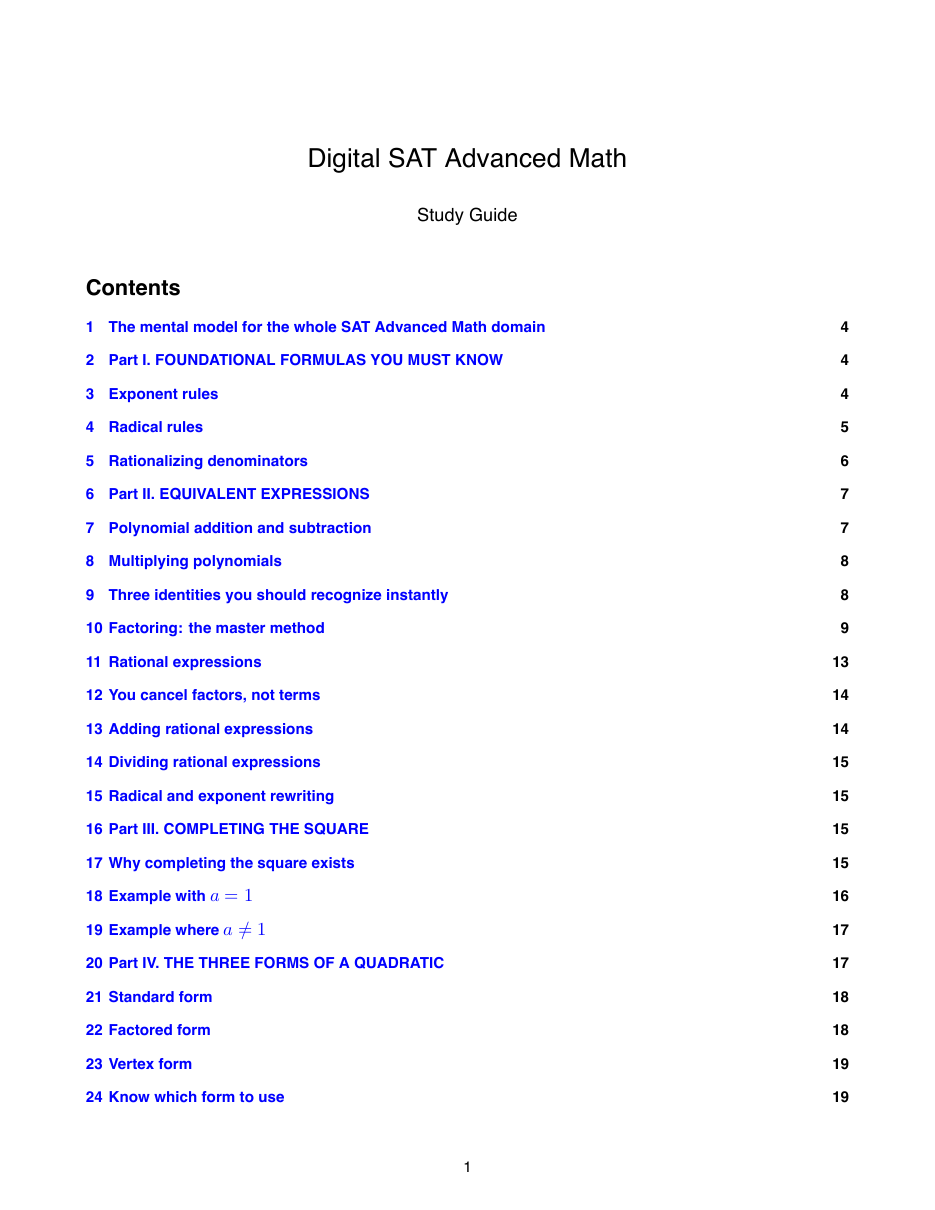 Digital SAT Advanced Math
Study Guide
Contents
1 The mental model for the whole SAT Advanced Math domain 4
2 Part I. FOUNDATIONAL FORMULAS YOU MUST KNOW 4
3 Exponent rules 4
4 Radical rules 5
5 Rationalizing denominators 6
6 Part II. EQUIVALENT EXPRESSIONS 7
7 Polynomial addition and subtraction 7
8 Multiplying polynomials 8
9 Three identities you should recognize instantly 8
10 Factoring: the master method 9
11 Rational expressions 13
12 You cancel factors, not terms 14
13 Adding rational expressions 14
14 Dividing rational expressions 15
15 Radical and exponent rewriting 15
16 Part III. COMPLETING THE SQUARE 15
17 Why completing the square exists 15
18 Example with a = 1 16
19 Example where a ≠ 1 17
20 Part IV. THE THREE FORMS OF A QUADRATIC 17
21 Standard form 18
22 Factored form 18
23 Vertex form 19
24 Know which form to use 19
1